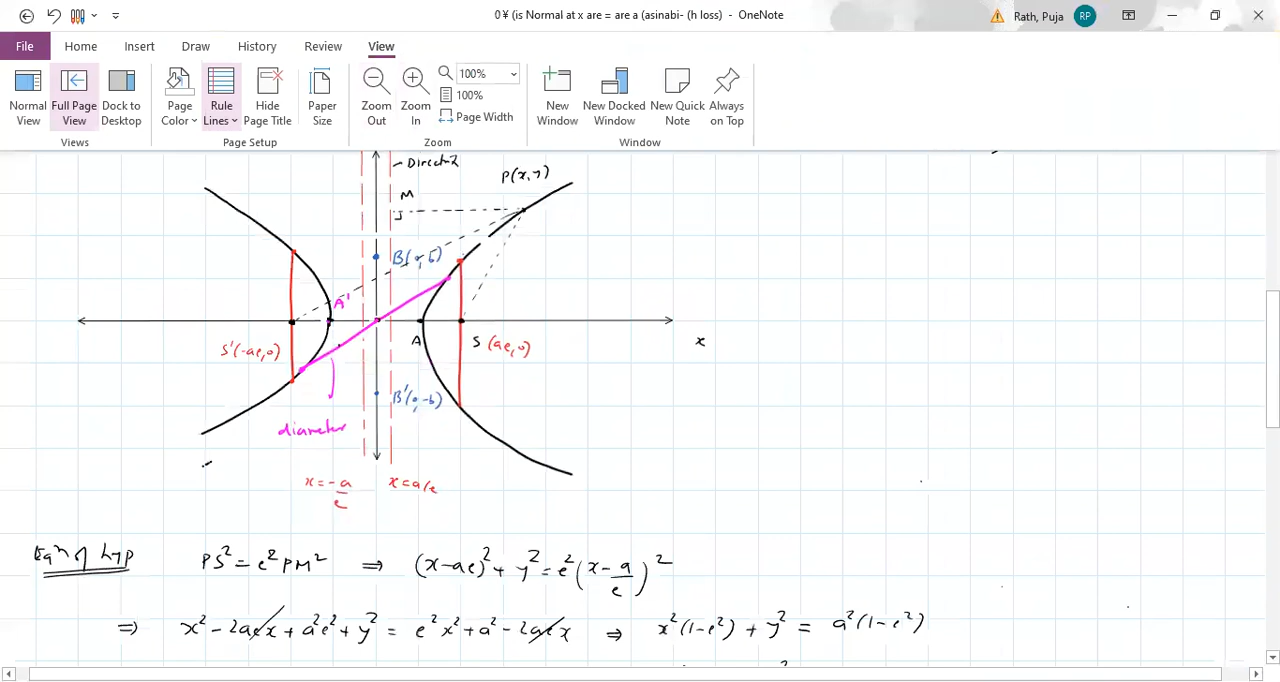 0 ¥ (is Normal at x are = are a (asinabi- (h loss) - OneNote
Rath, Puja
RP
File Home Insert Draw History Review View
100%
100%
Page Width
Normal View
Full Page View
Dock to Desktop
Page Color
Rule Lines
Hide Page Title
Paper Size
Zoom Out
Zoom In
New Window
New Docked Window
New Quick Note
Always on Top
Views
Page Setup
Zoom
Window
M
P(x,y)
B(0,b)
A'
S'(-ae,0)
A
S (ae,0)
x
B'(0,-b)
diameter
x = -a/e
x = a/e
Eqn of hyp
PS² = e² PM² ⇒ (x-ae)² + y² = e² (x - a/e)²
⇒ x² - 2aex + a²e² + y² = e²x² + a² - 2aex ⇒ x²(1-e²) + y² = a²(1-e²)